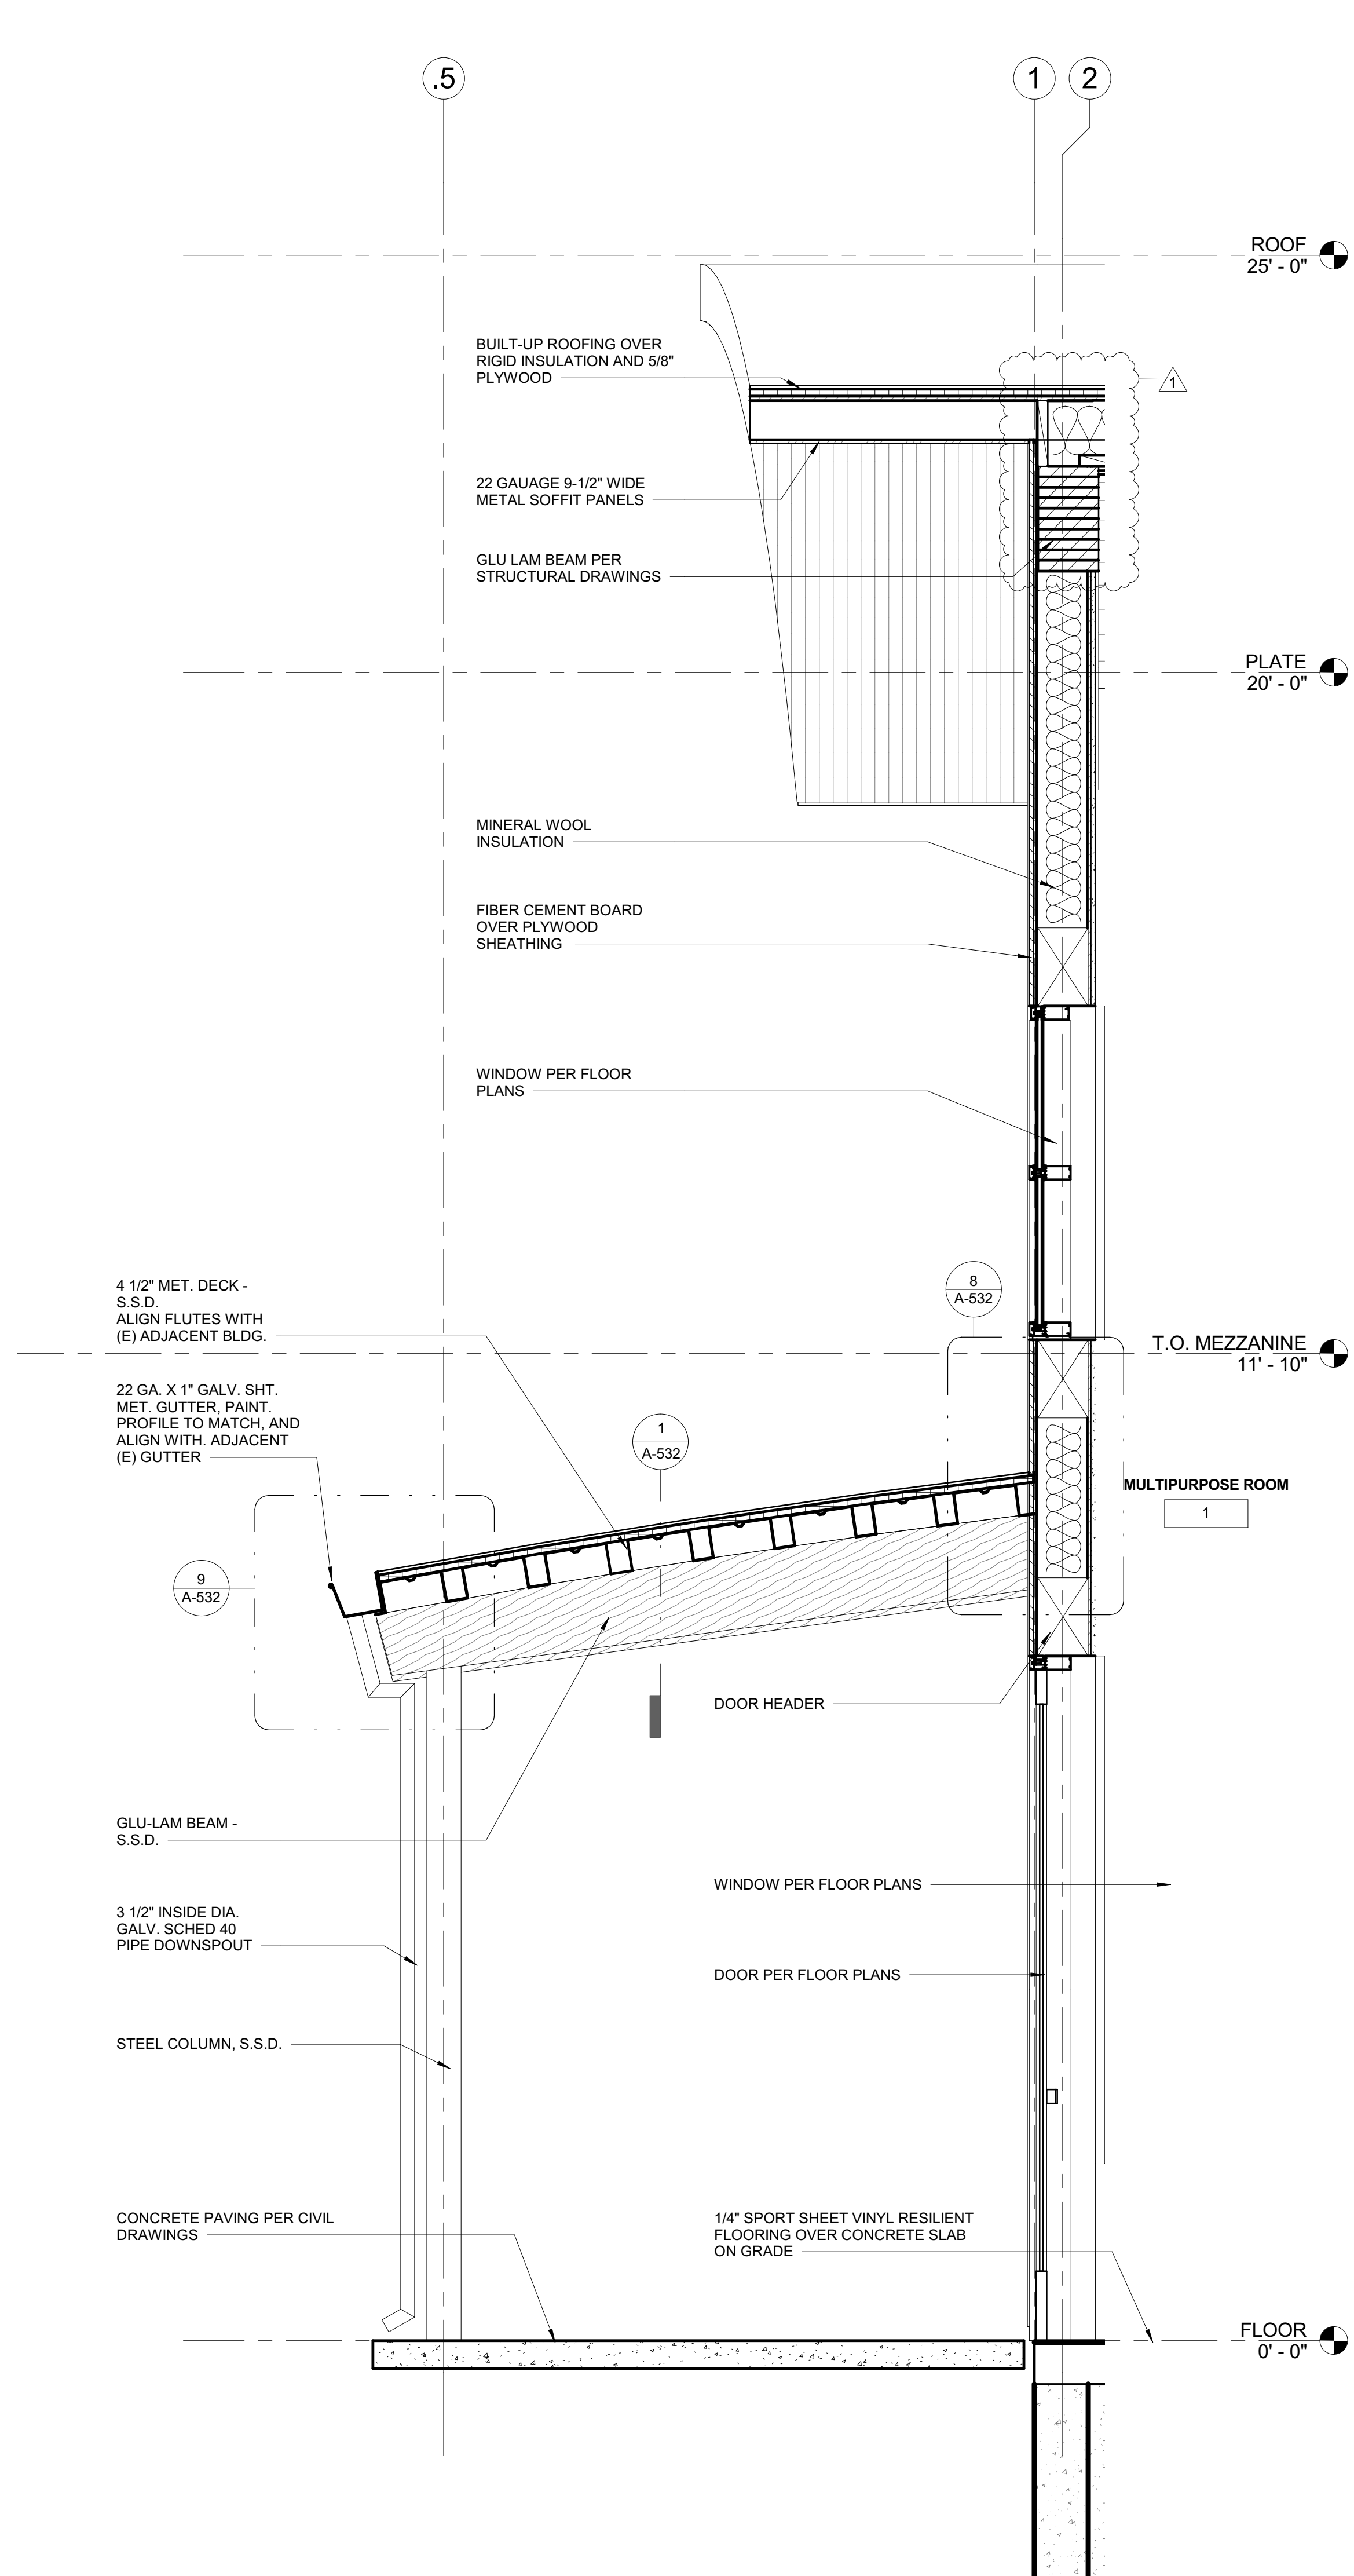 .5
1
2
ROOF
25' - 0"
BUILT-UP ROOFING OVER
RIGID INSULATION AND 5/8"
PLYWOOD
1
22 GAUAGE 9-1/2" WIDE
METAL SOFFIT PANELS
GLU LAM BEAM PER
STRUCTURAL DRAWINGS
PLATE
20' - 0"
MINERAL WOOL
INSULATION
FIBER CEMENT BOARD
OVER PLYWOOD
SHEATHING
WINDOW PER FLOOR
PLANS
4 1/2" MET. DECK -
S.S.D.
ALIGN FLUTES WITH
(E) ADJACENT BLDG.
8
A-532
T.O. MEZZANINE
11' - 10"
22 GA. X 1" GALV. SHT.
MET. GUTTER, PAINT.
PROFILE TO MATCH, AND
ALIGN WITH. ADJACENT
(E) GUTTER
1
A-532
MULTIPURPOSE ROOM
1
9
A-532
DOOR HEADER
GLU-LAM BEAM -
S.S.D.
WINDOW PER FLOOR PLANS
3 1/2" INSIDE DIA.
GALV. SCHED 40
PIPE DOWNSPOUT
DOOR PER FLOOR PLANS
STEEL COLUMN, S.S.D.
CONCRETE PAVING PER CIVIL
DRAWINGS
1/4" SPORT SHEET VINYL RESILIENT
FLOORING OVER CONCRETE SLAB
ON GRADE
FLOOR
0' - 0"